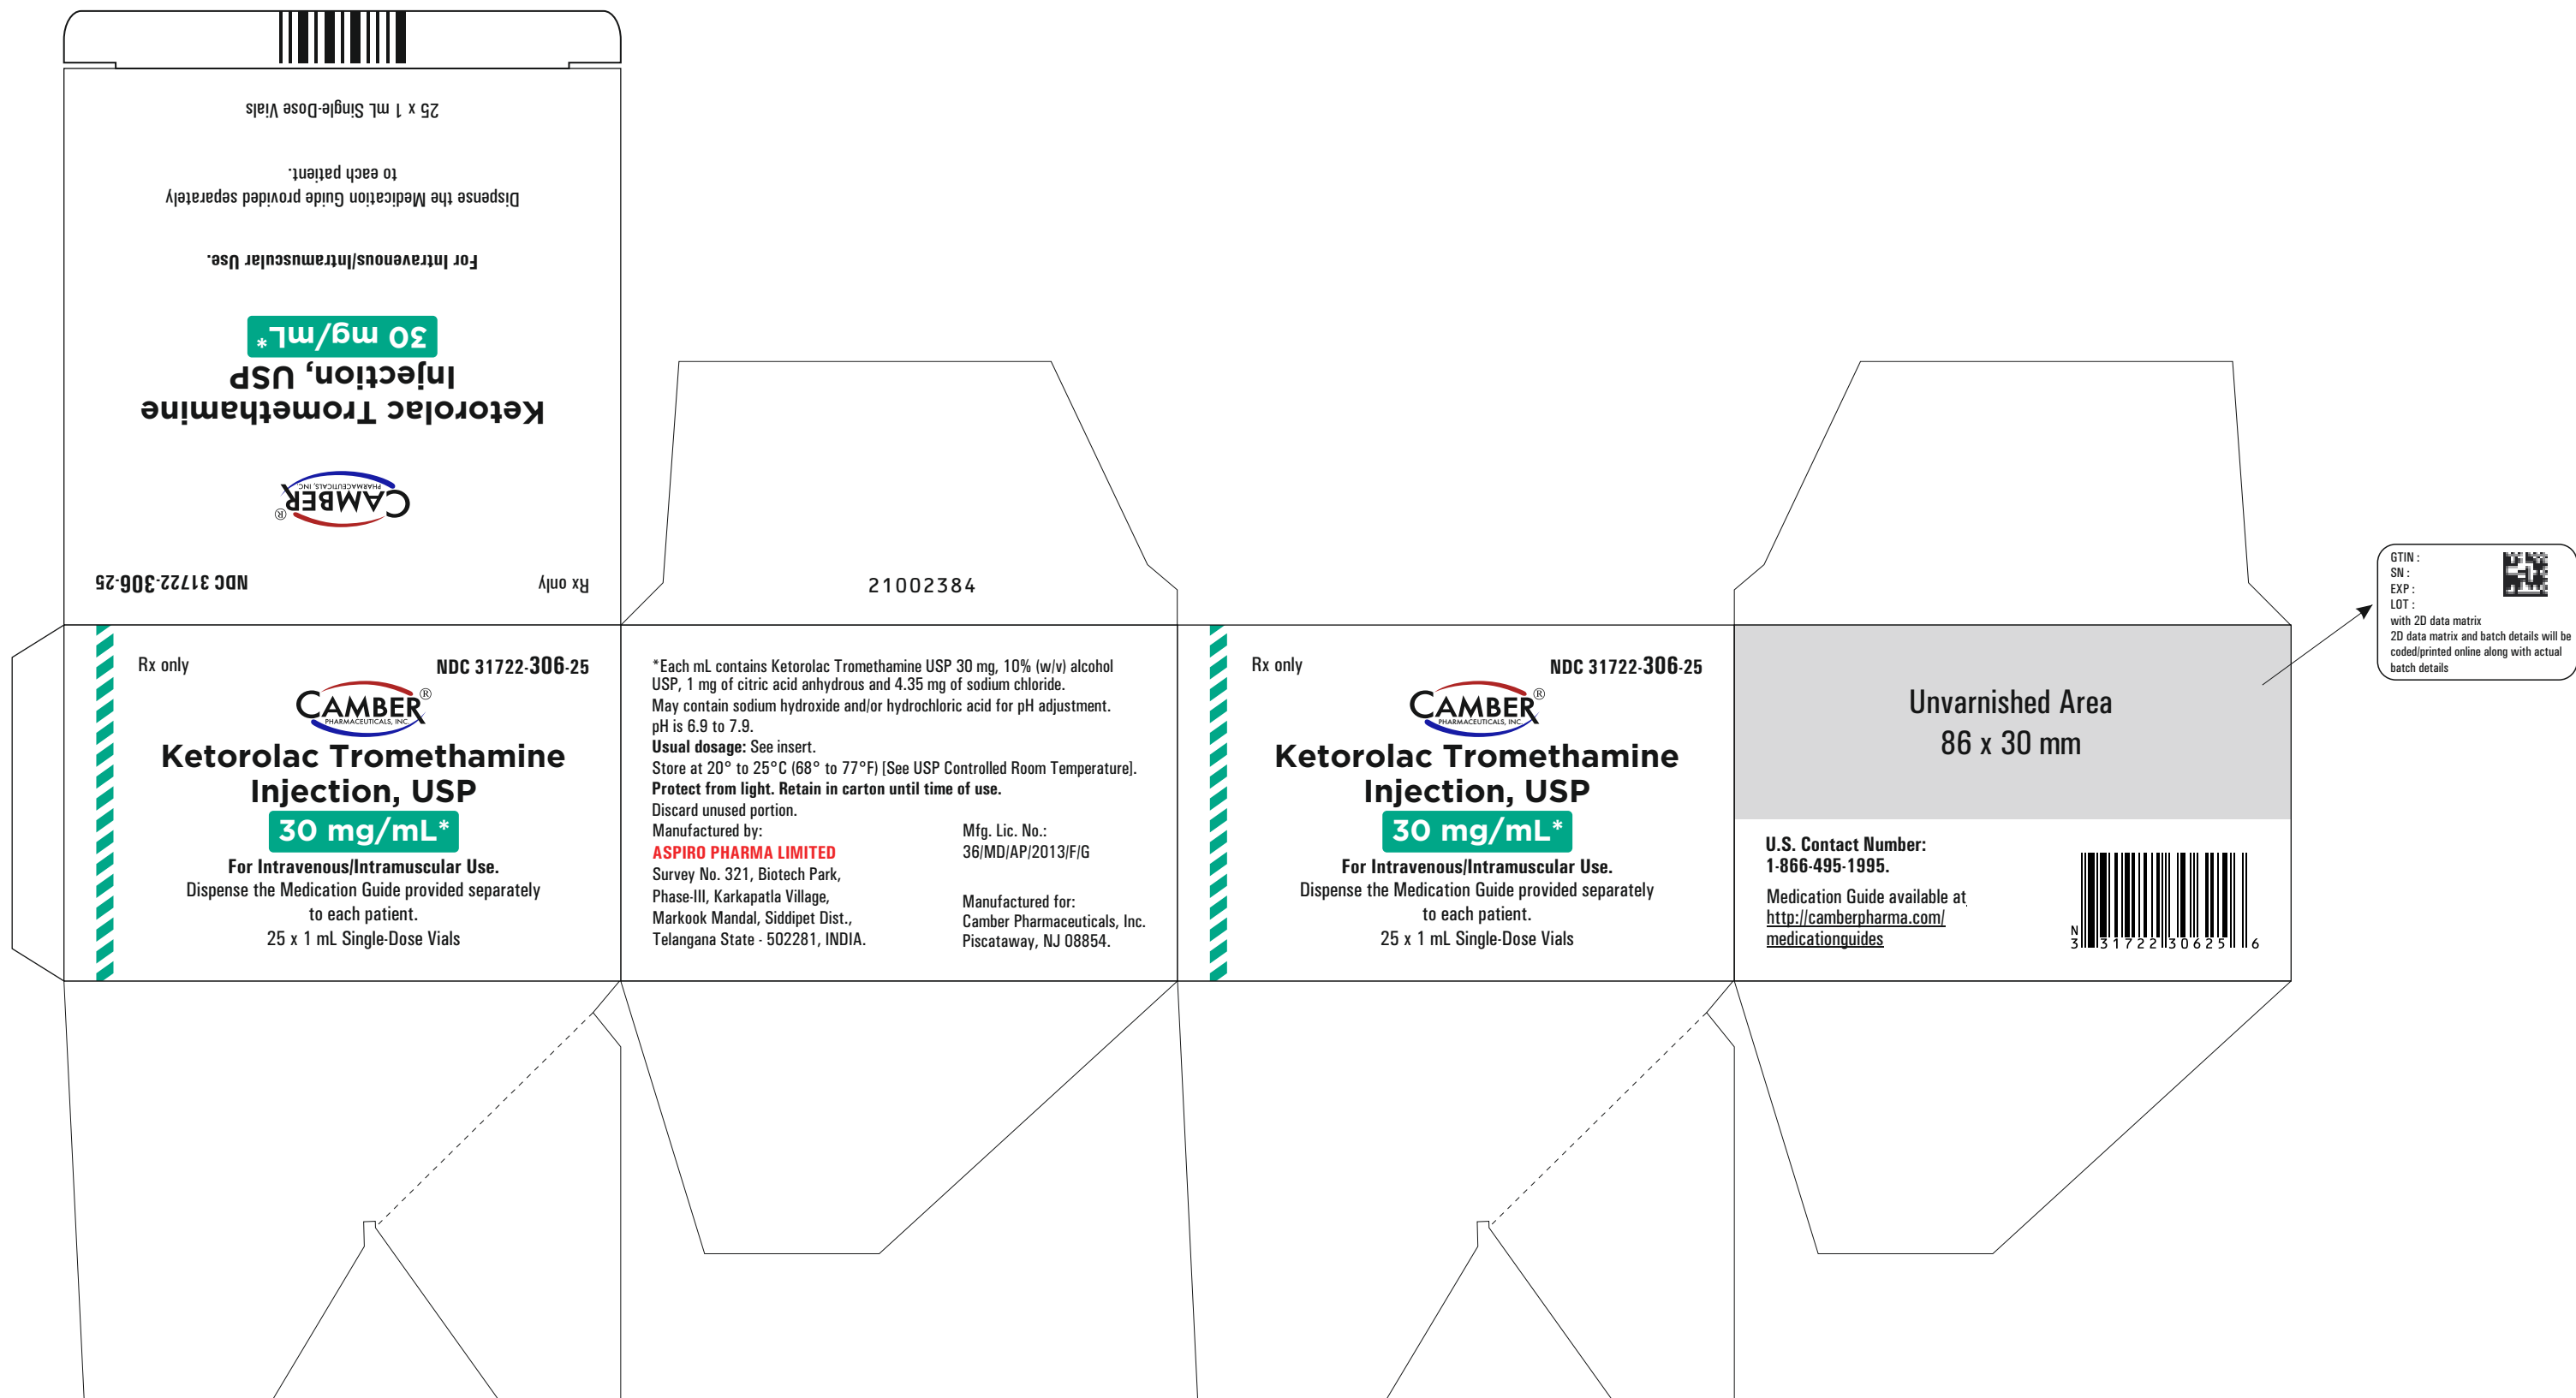 25 x 1 mL Single-Dose Vials
Dispense the Medication Guide provided separately
to each patient.
For Intravenous/Intramuscular Use.
30 mg/mL*
Ketorolac Tromethamine
Injection, USP
CAMBER®
PHARMACEUTICALS, INC.
Rx only
NDC 31722-306-25
21002384
Rx only
NDC 31722-306-25
CAMBER®
PHARMACEUTICALS, INC.
Ketorolac Tromethamine
Injection, USP
30 mg/mL*
For Intravenous/Intramuscular Use.
Dispense the Medication Guide provided separately
to each patient.
25 x 1 mL Single-Dose Vials
*Each mL contains Ketorolac Tromethamine USP 30 mg, 10% (w/v) alcohol
USP, 1 mg of citric acid anhydrous and 4.35 mg of sodium chloride.
May contain sodium hydroxide and/or hydrochloric acid for pH adjustment.
pH is 6.9 to 7.9.
Usual dosage: See insert.
Store at 20° to 25°C (68° to 77°F) [See USP Controlled Room Temperature].
Protect from light. Retain in carton until time of use.
Discard unused portion.
Manufactured by:
ASPIRO PHARMA LIMITED
Survey No. 321, Biotech Park,
Phase-III, Karkapatla Village,
Markook Mandal, Siddipet Dist.,
Telangana State - 502281, INDIA.
Mfg. Lic. No.:
36/MD/AP/2013/F/G
Manufactured for:
Camber Pharmaceuticals, Inc.
Piscataway, NJ 08854.
Rx only
NDC 31722-306-25
CAMBER®
PHARMACEUTICALS, INC.
Ketorolac Tromethamine
Injection, USP
30 mg/mL*
For Intravenous/Intramuscular Use.
Dispense the Medication Guide provided separately
to each patient.
25 x 1 mL Single-Dose Vials
Unvarnished Area
86 x 30 mm
U.S. Contact Number:
1-866-495-1995.
Medication Guide available at
http://camberpharma.com/
medicationguides
N
3 31722 30625 6
GTIN :
SN :
EXP :
LOT :
with 2D data matrix
2D data matrix and batch details will be
coded/printed online along with actual
batch details